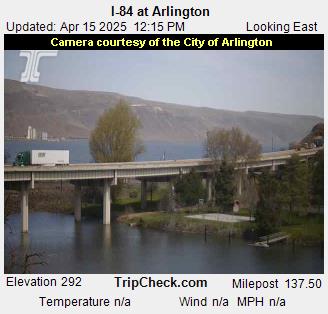 I-84 at Arlington
Updated: Apr 15 2025 12:15 PM Looking East
Camera courtesy of the City of Arlington
Elevation 292 TripCheck.com Milepost 137.50
Temperature n/a Wind n/a MPH n/a